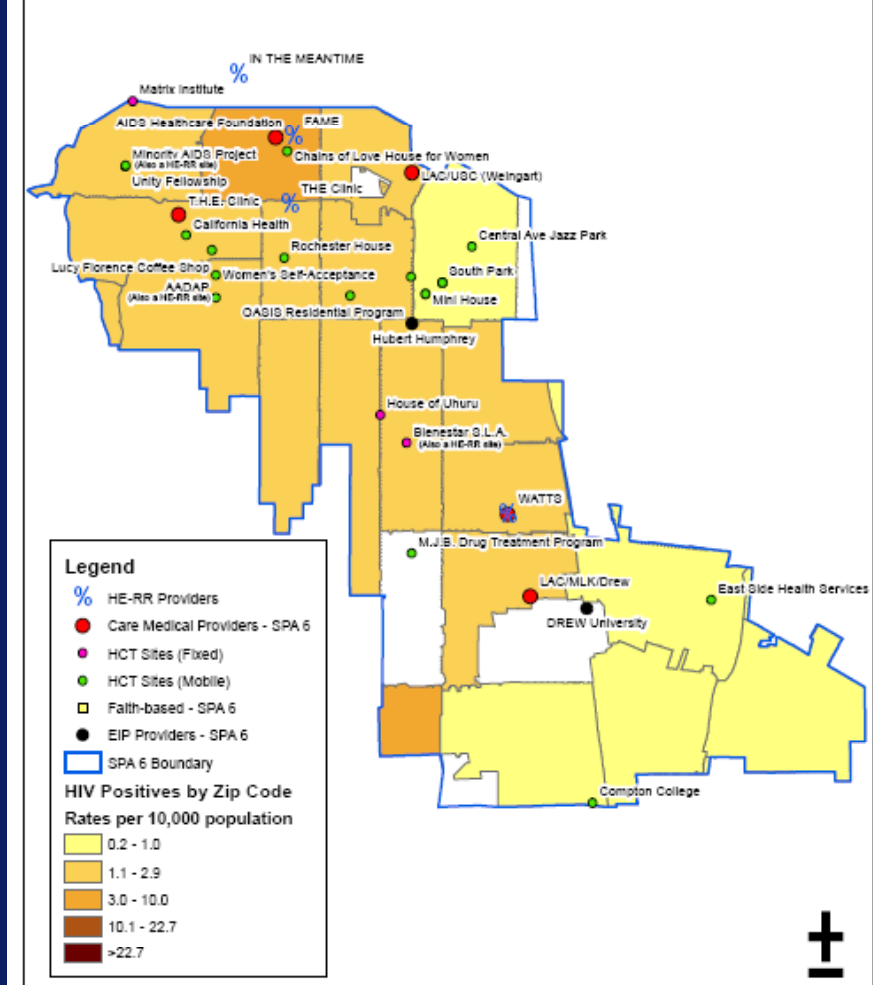 IN THE MEANTIME
Matrix Institute
AIDS Healthcare Foundation
FAME
Minority AIDS Project
(Also a HE-RR site)
Chains of Love House for Women
Unity Fellowship
THE Clinic
LAC/USC (Weingart)
T.H.E. Clinic
California Health
Central Ave Jazz Park
Rochester House
Lucy Florence Coffee Shop
Women's Self-Acceptance
South Park
AADAP
(Also a HE-RR site)
Mini House
OASIS Residential Program
Hubert Humphrey
House of Uhuru
Bienestar S.L.A.
(Also a HE-RR site)
WATTS
M.J.B. Drug Treatment Program
LAC/MLK/Drew
East Side Health Services
DREW University
Compton College
Legend
% HE-RR Providers
Care Medical Providers - SPA 6
HCT Sites (Fixed)
HCT Sites (Mobile)
Faith-based - SPA 6
EIP Providers - SPA 6
SPA 6 Boundary
HIV Positives by Zip Code
Rates per 10,000 population
0.2 - 1.0
1.1 - 2.9
3.0 - 10.0
10.1 - 22.7
>22.7